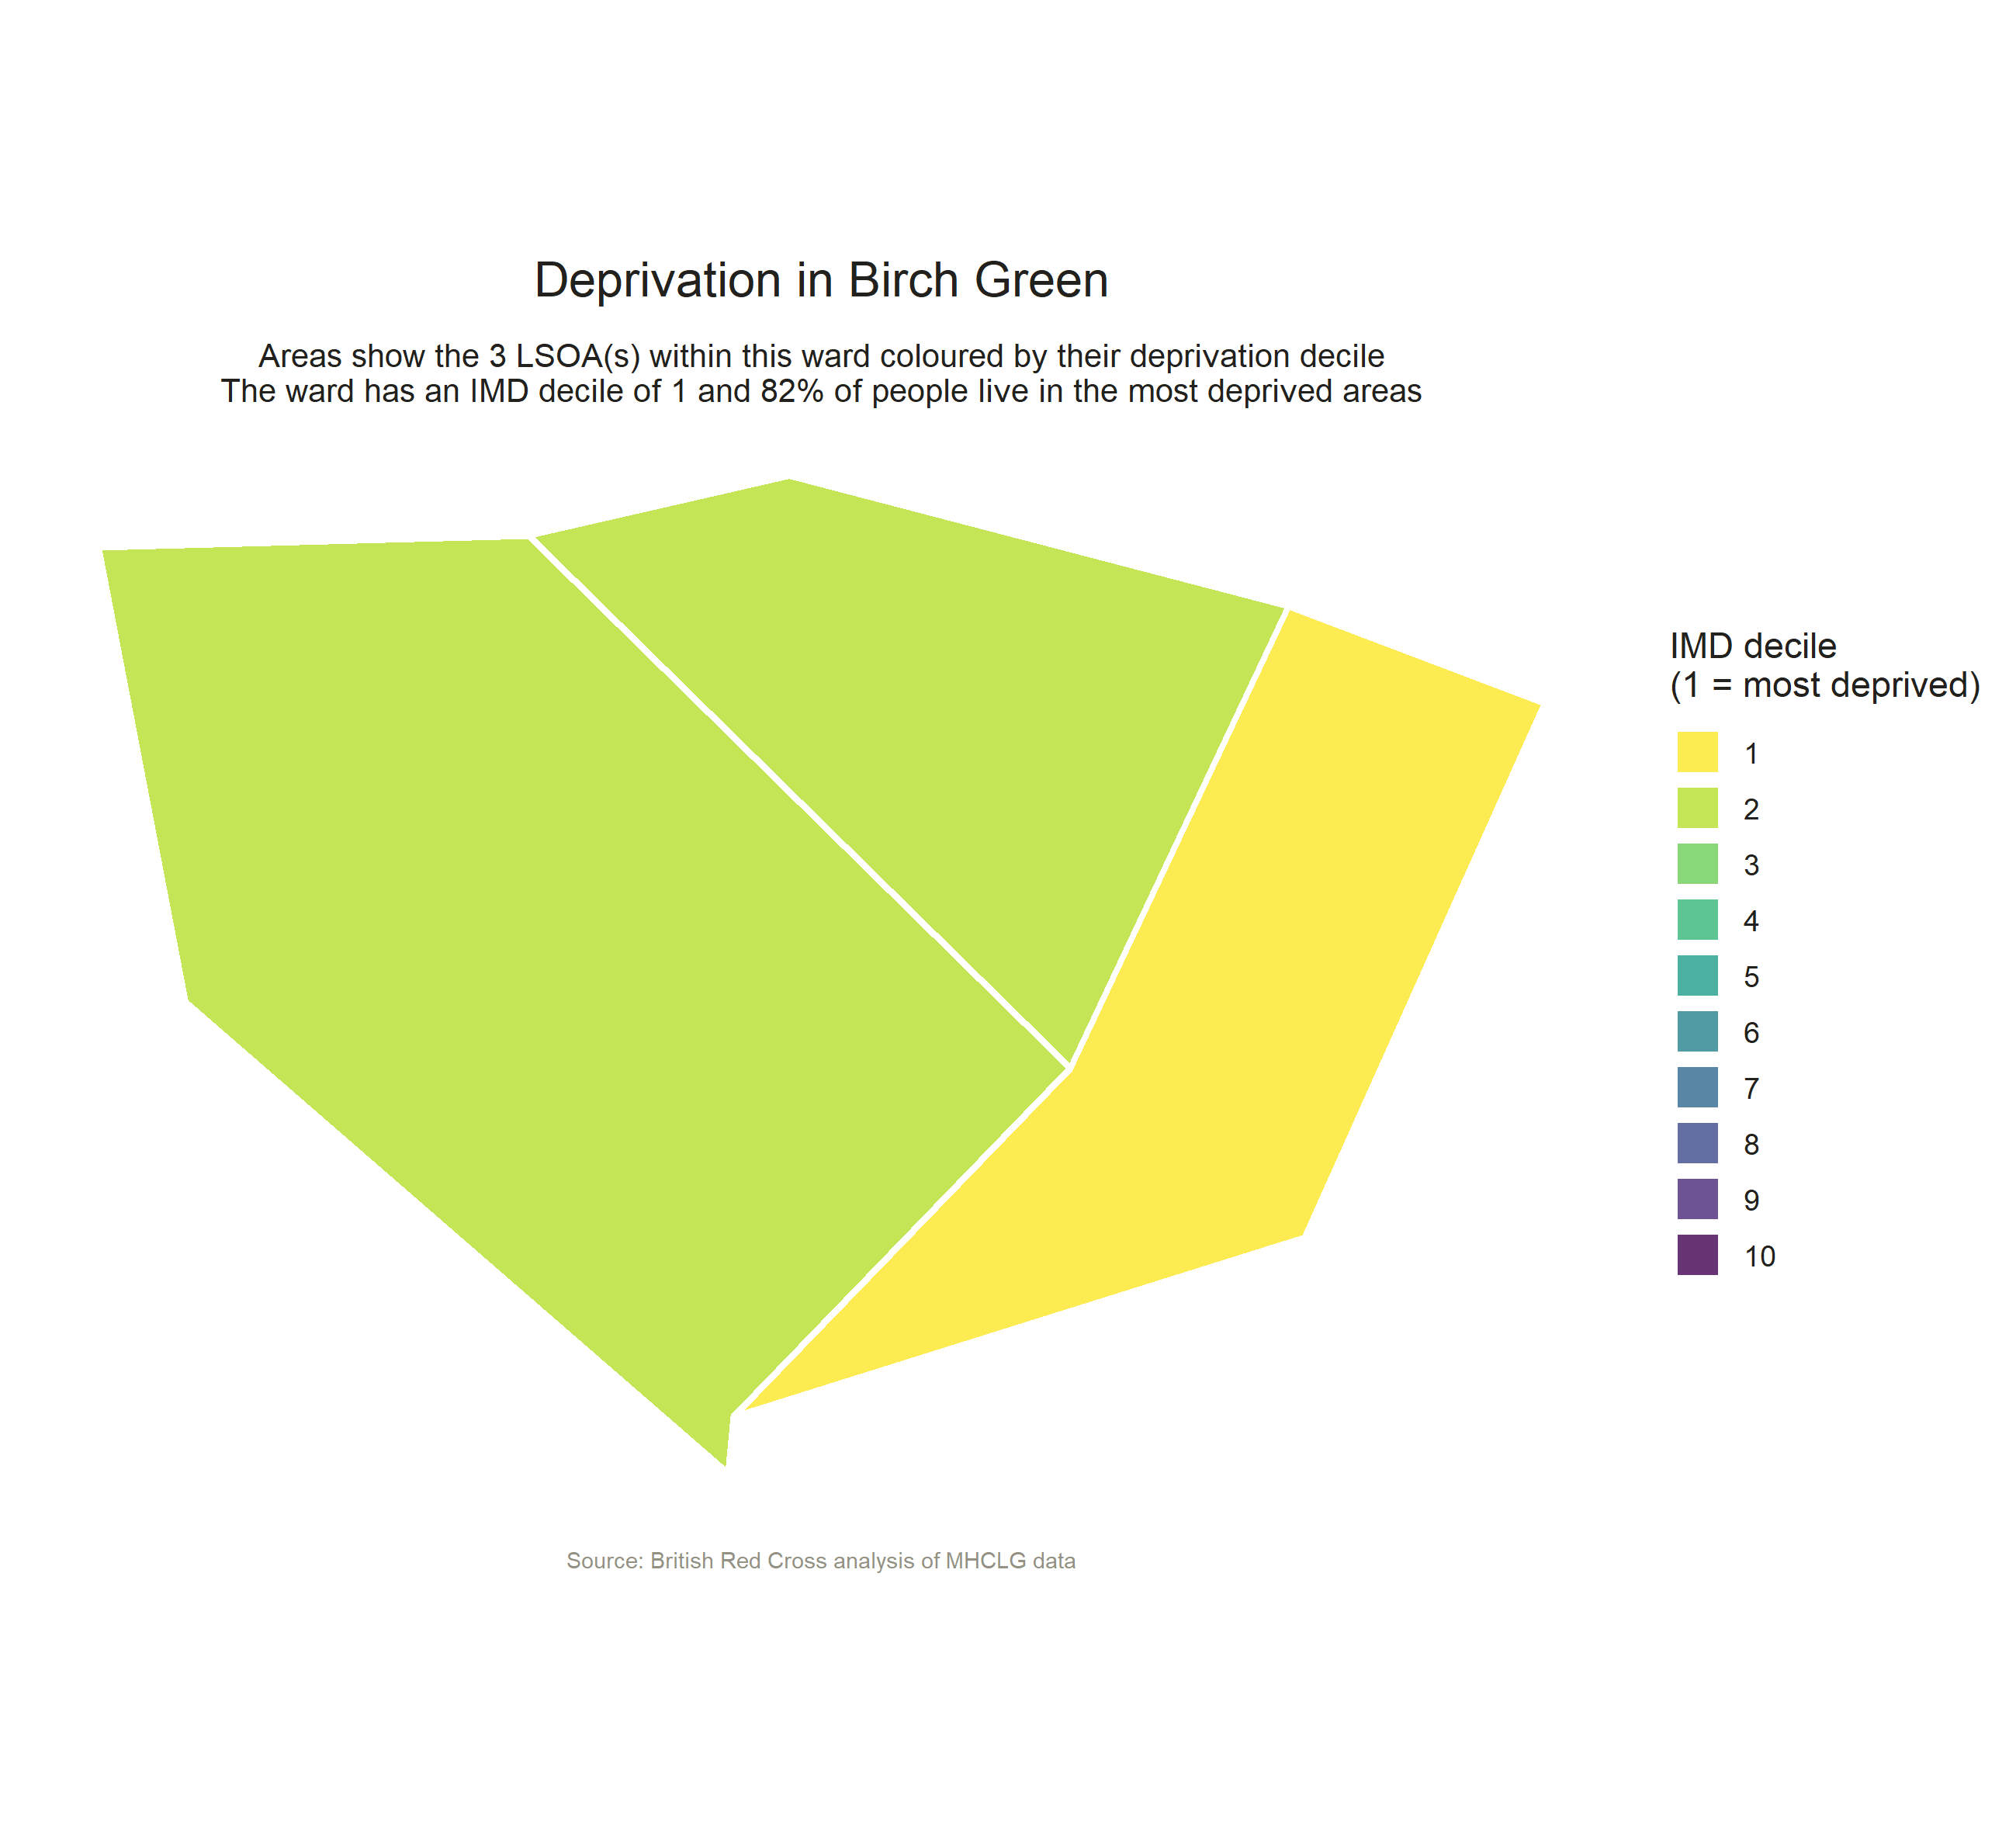 Deprivation in Birch Green
Areas show the 3 LSOA(s) within this ward coloured by their deprivation decile
The ward has an IMD decile of 1 and 82% of people live in the most deprived areas
IMD decile
(1 = most deprived)
1
2
3
4
5
6
7
8
9
10
Source: British Red Cross analysis of MHCLG data